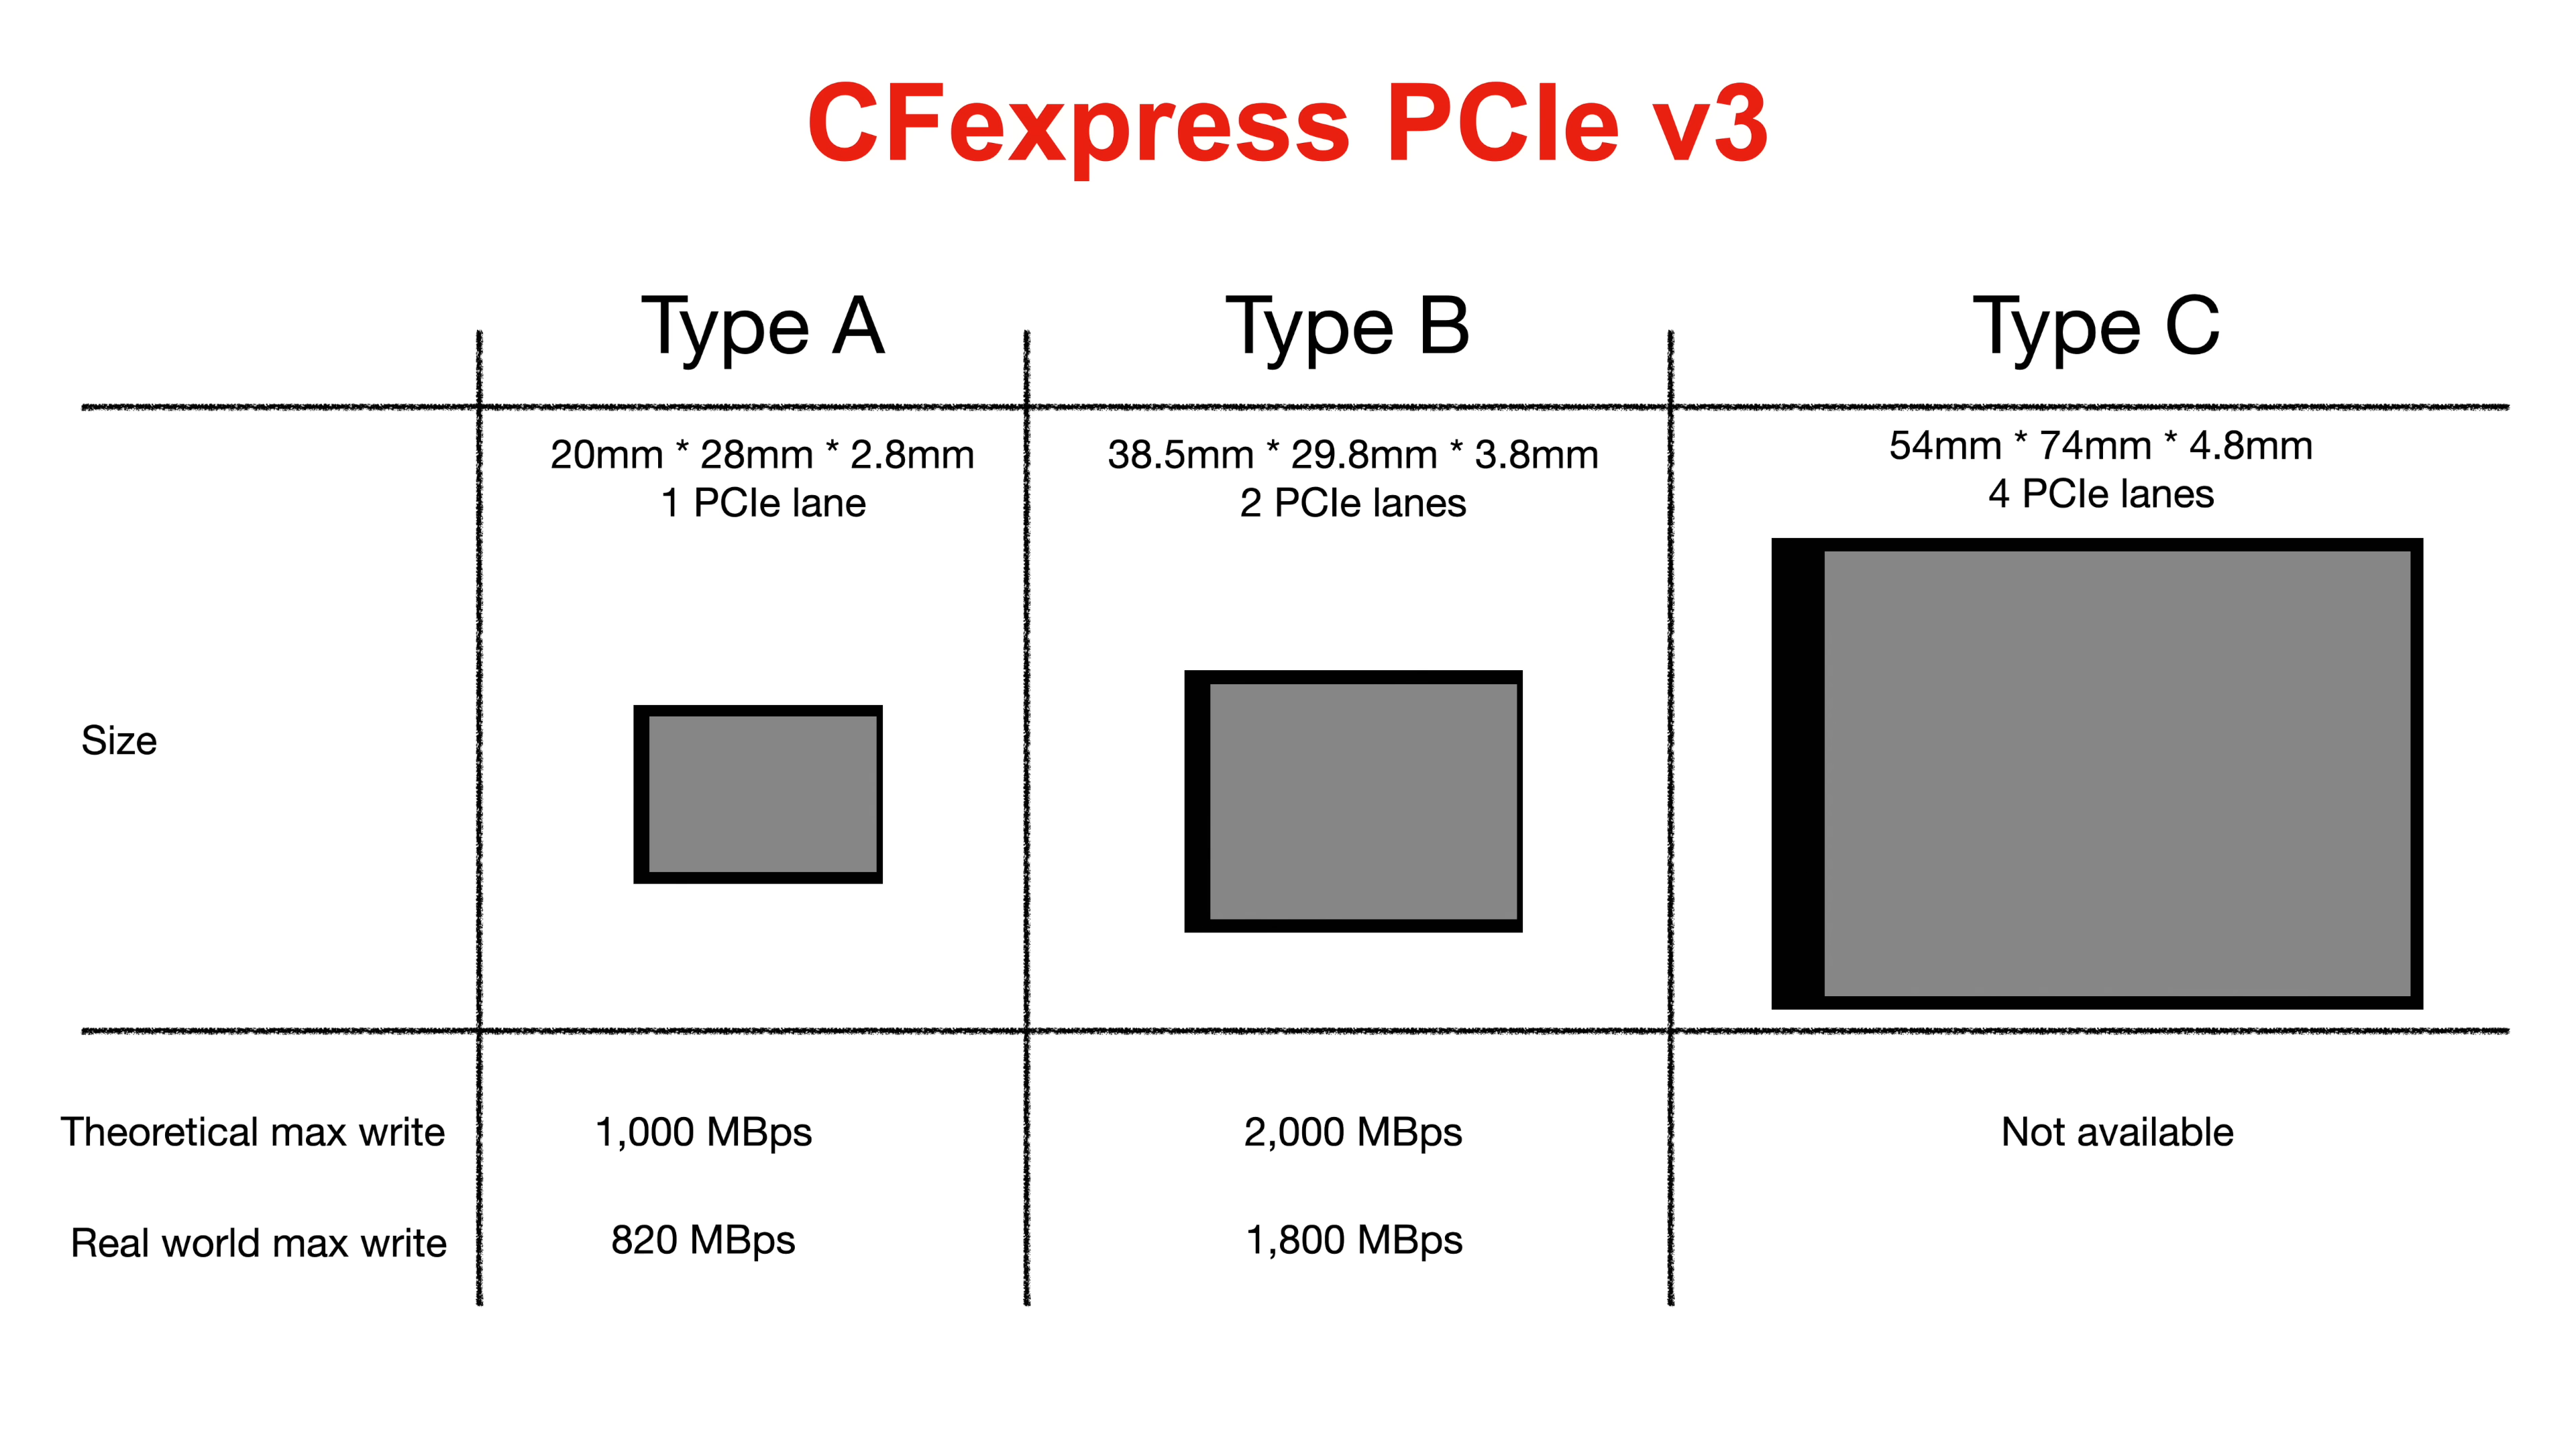 CFexpress PCIe v3
Type A
Type B
Type C
20mm * 28mm * 2.8mm
1 PCIe lane
38.5mm * 29.8mm * 3.8mm
2 PCIe lanes
54mm * 74mm * 4.8mm
4 PCIe lanes
Size
Theoretical max write
1,000 MBps
2,000 MBps
Not available
Real world max write
820 MBps
1,800 MBps